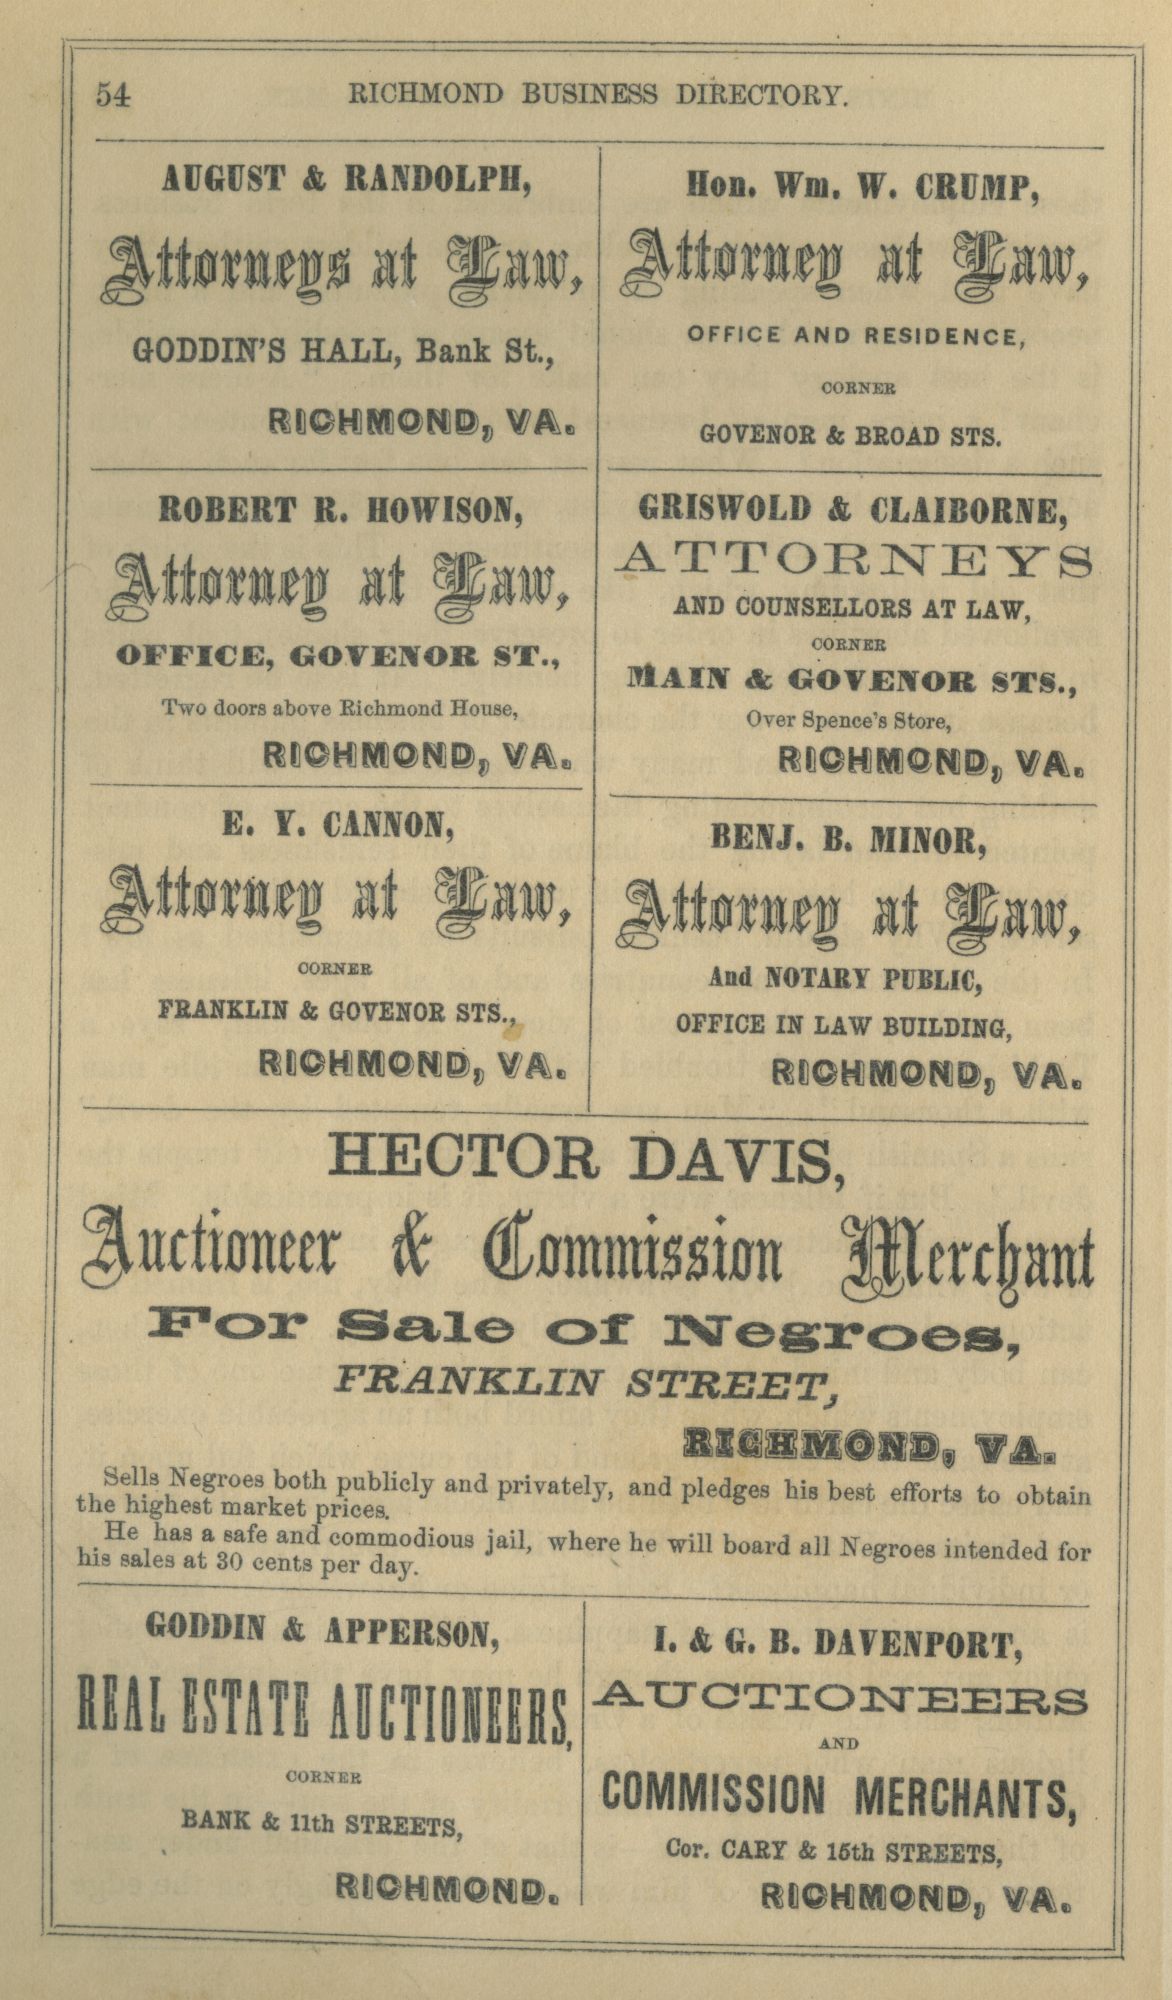 54
RICHMOND BUSINESS DIRECTORY.
AUGUST & RANDOLPH,
Attorneys at Law,
GODDIN'S HALL, Bank St.,
RICHMOND, VA.
Hon. Wm. W. CRUMP,
Attorney at Law,
OFFICE AND RESIDENCE,
CORNER
GOVENOR & BROAD STS.
ROBERT R. HOWISON,
Attorney at Law,
OFFICE, GOVENOR ST.,
Two doors above Richmond House,
RICHMOND, VA.
GRISWOLD & CLAIBORNE,
ATTORNEYS
AND COUNSELLORS AT LAW,
CORNER
MAIN & GOVENOR STS.,
Over Spence's Store,
RICHMOND, VA.
E. Y. CANNON,
Attorney at Law,
CORNER
FRANKLIN & GOVENOR STS.,
RICHMOND, VA.
BENJ. B. MINOR,
Attorney at Law,
And NOTARY PUBLIC,
OFFICE IN LAW BUILDING,
RICHMOND, VA.
HECTOR DAVIS,
Auctioneer & Commission Merchant
For Sale of Negroes,
FRANKLIN STREET,
RICHMOND, VA.
Sells Negroes both publicly and privately, and pledges his best efforts to obtain
the highest market prices.
He has a safe and commodious jail, where he will board all Negroes intended for
his sales at 30 cents per day.
GODDIN & APPERSON,
REAL ESTATE AUCTIONEERS,
CORNER
BANK & 11th STREETS,
RICHMOND.
I. & G. B. DAVENPORT,
AUCTIONEERS
AND
COMMISSION MERCHANTS,
Cor. CARY & 15th STREETS,
RICHMOND, VA.